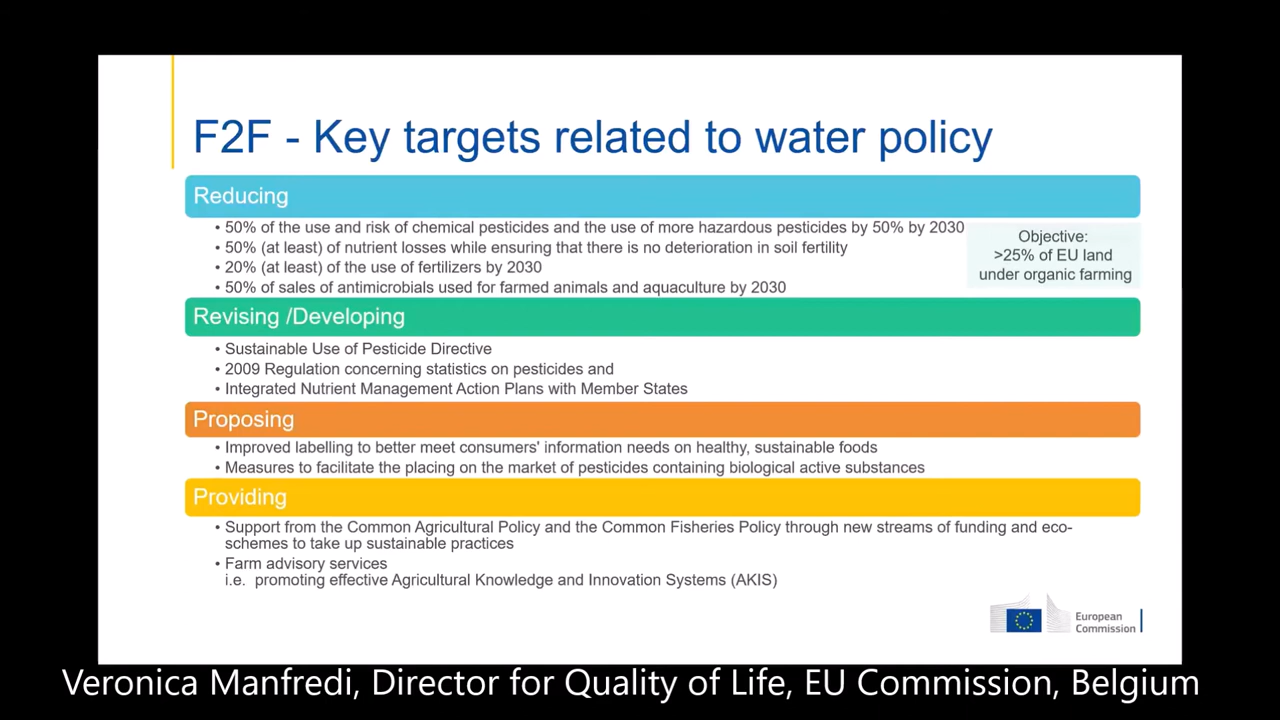 F2F - Key targets related to water policy
Reducing
• 50% of the use and risk of chemical pesticides and the use of more hazardous pesticides by 50% by 2030
• 50% (at least) of nutrient losses while ensuring that there is no deterioration in soil fertility
• 20% (at least) of the use of fertilizers by 2030
• 50% of sales of antimicrobials used for farmed animals and aquaculture by 2030
Objective:
>25% of EU land
under organic farming
Revising /Developing
• Sustainable Use of Pesticide Directive
• 2009 Regulation concerning statistics on pesticides and
• Integrated Nutrient Management Action Plans with Member States
Proposing
• Improved labelling to better meet consumers' information needs on healthy, sustainable foods
• Measures to facilitate the placing on the market of pesticides containing biological active substances
Providing
• Support from the Common Agricultural Policy and the Common Fisheries Policy through new streams of funding and eco-
schemes to take up sustainable practices
• Farm advisory services
i.e. promoting effective Agricultural Knowledge and Innovation Systems (AKIS)
European
Commission
Veronica Manfredi, Director for Quality of Life, EU Commission, Belgium